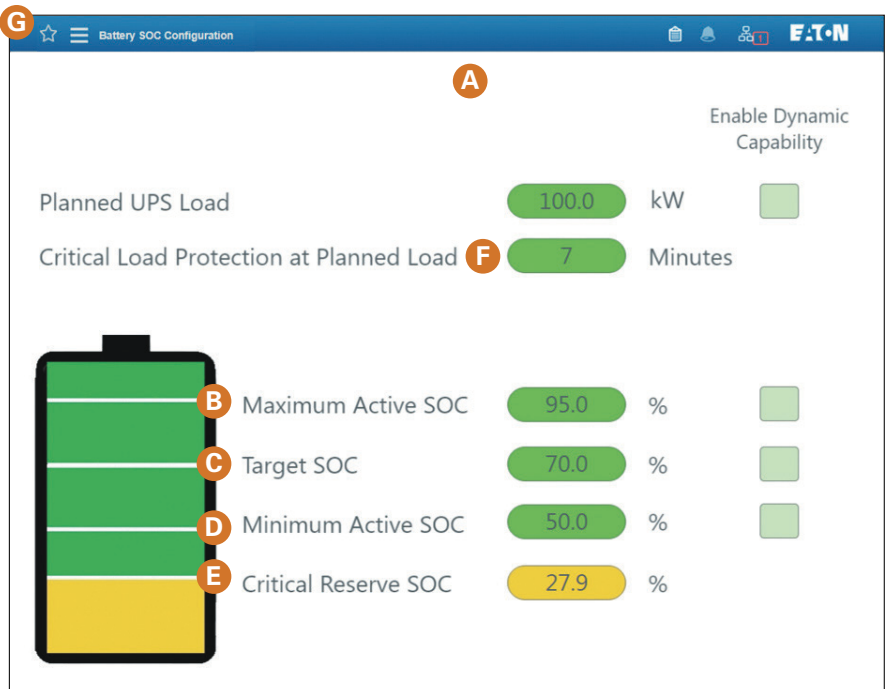 G
Battery SOC Configuration
1
EATON
A
Enable Dynamic
Capability
Planned UPS Load 100.0 kW
Critical Load Protection at Planned Load F 7 Minutes
B Maximum Active SOC 95.0 %
C Target SOC 70.0 %
D Minimum Active SOC 50.0 %
E Critical Reserve SOC 27.9 %